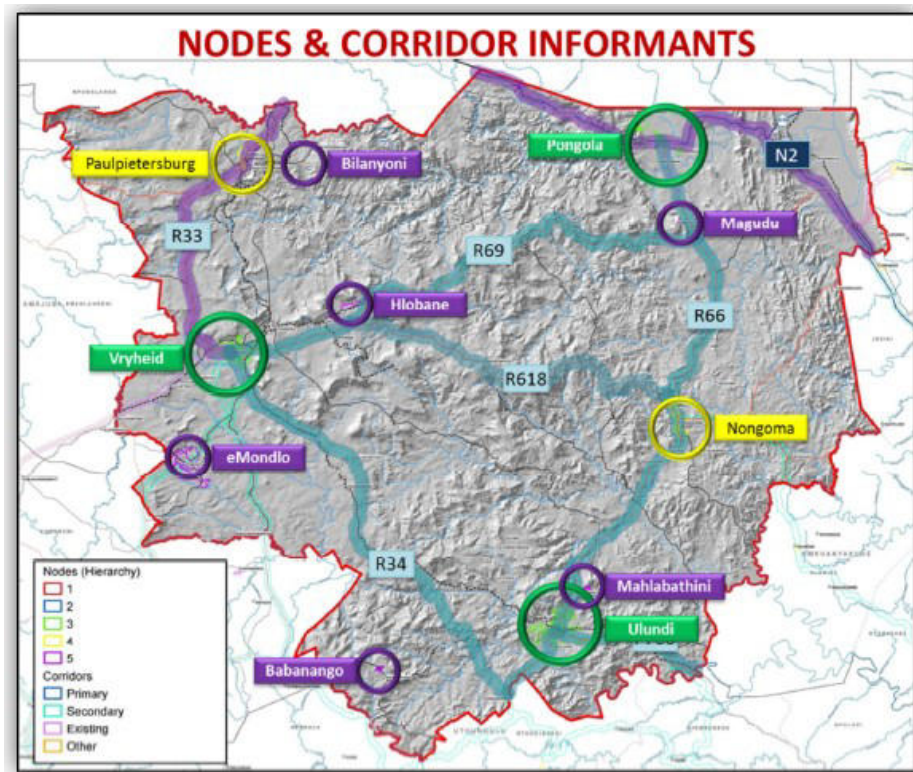 NODES & CORRIDOR INFORMANTS
Paulpietersburg
Bilanyoni
Pongola
N2
Magudu
R33
R69
Hlobane
R66
Vryheid
R618
Nongoma
eMondlo
R34
Mahlabathini
Ulundi
Babanango
Nodes (Hierarchy)
1
2
3
4
5
Corridors
Primary
Secondary
Existing
Other